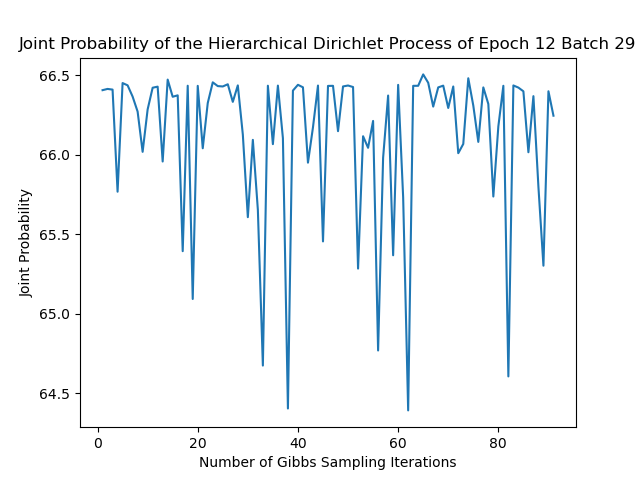 Joint Probability of the Hierarchical Dirichlet Process of Epoch 12 Batch 29
Joint Probability
66.5
66.0
65.5
65.0
64.5
0 20 40 60 80
Number of Gibbs Sampling Iterations